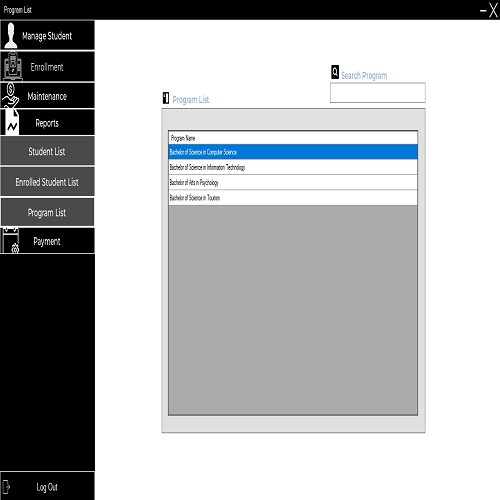 Program List
Manage Student
Enrollment
Maintenance
Reports
Student List
Enrolled Student List
Program List
Payment
Log Out
Search Program
Program List
Program Name
Bachelor of Science in Computer Science
Bachelor of Science in Information Technology
Bachelor of Arts in Psychology
Bachelor of Science in Tourism